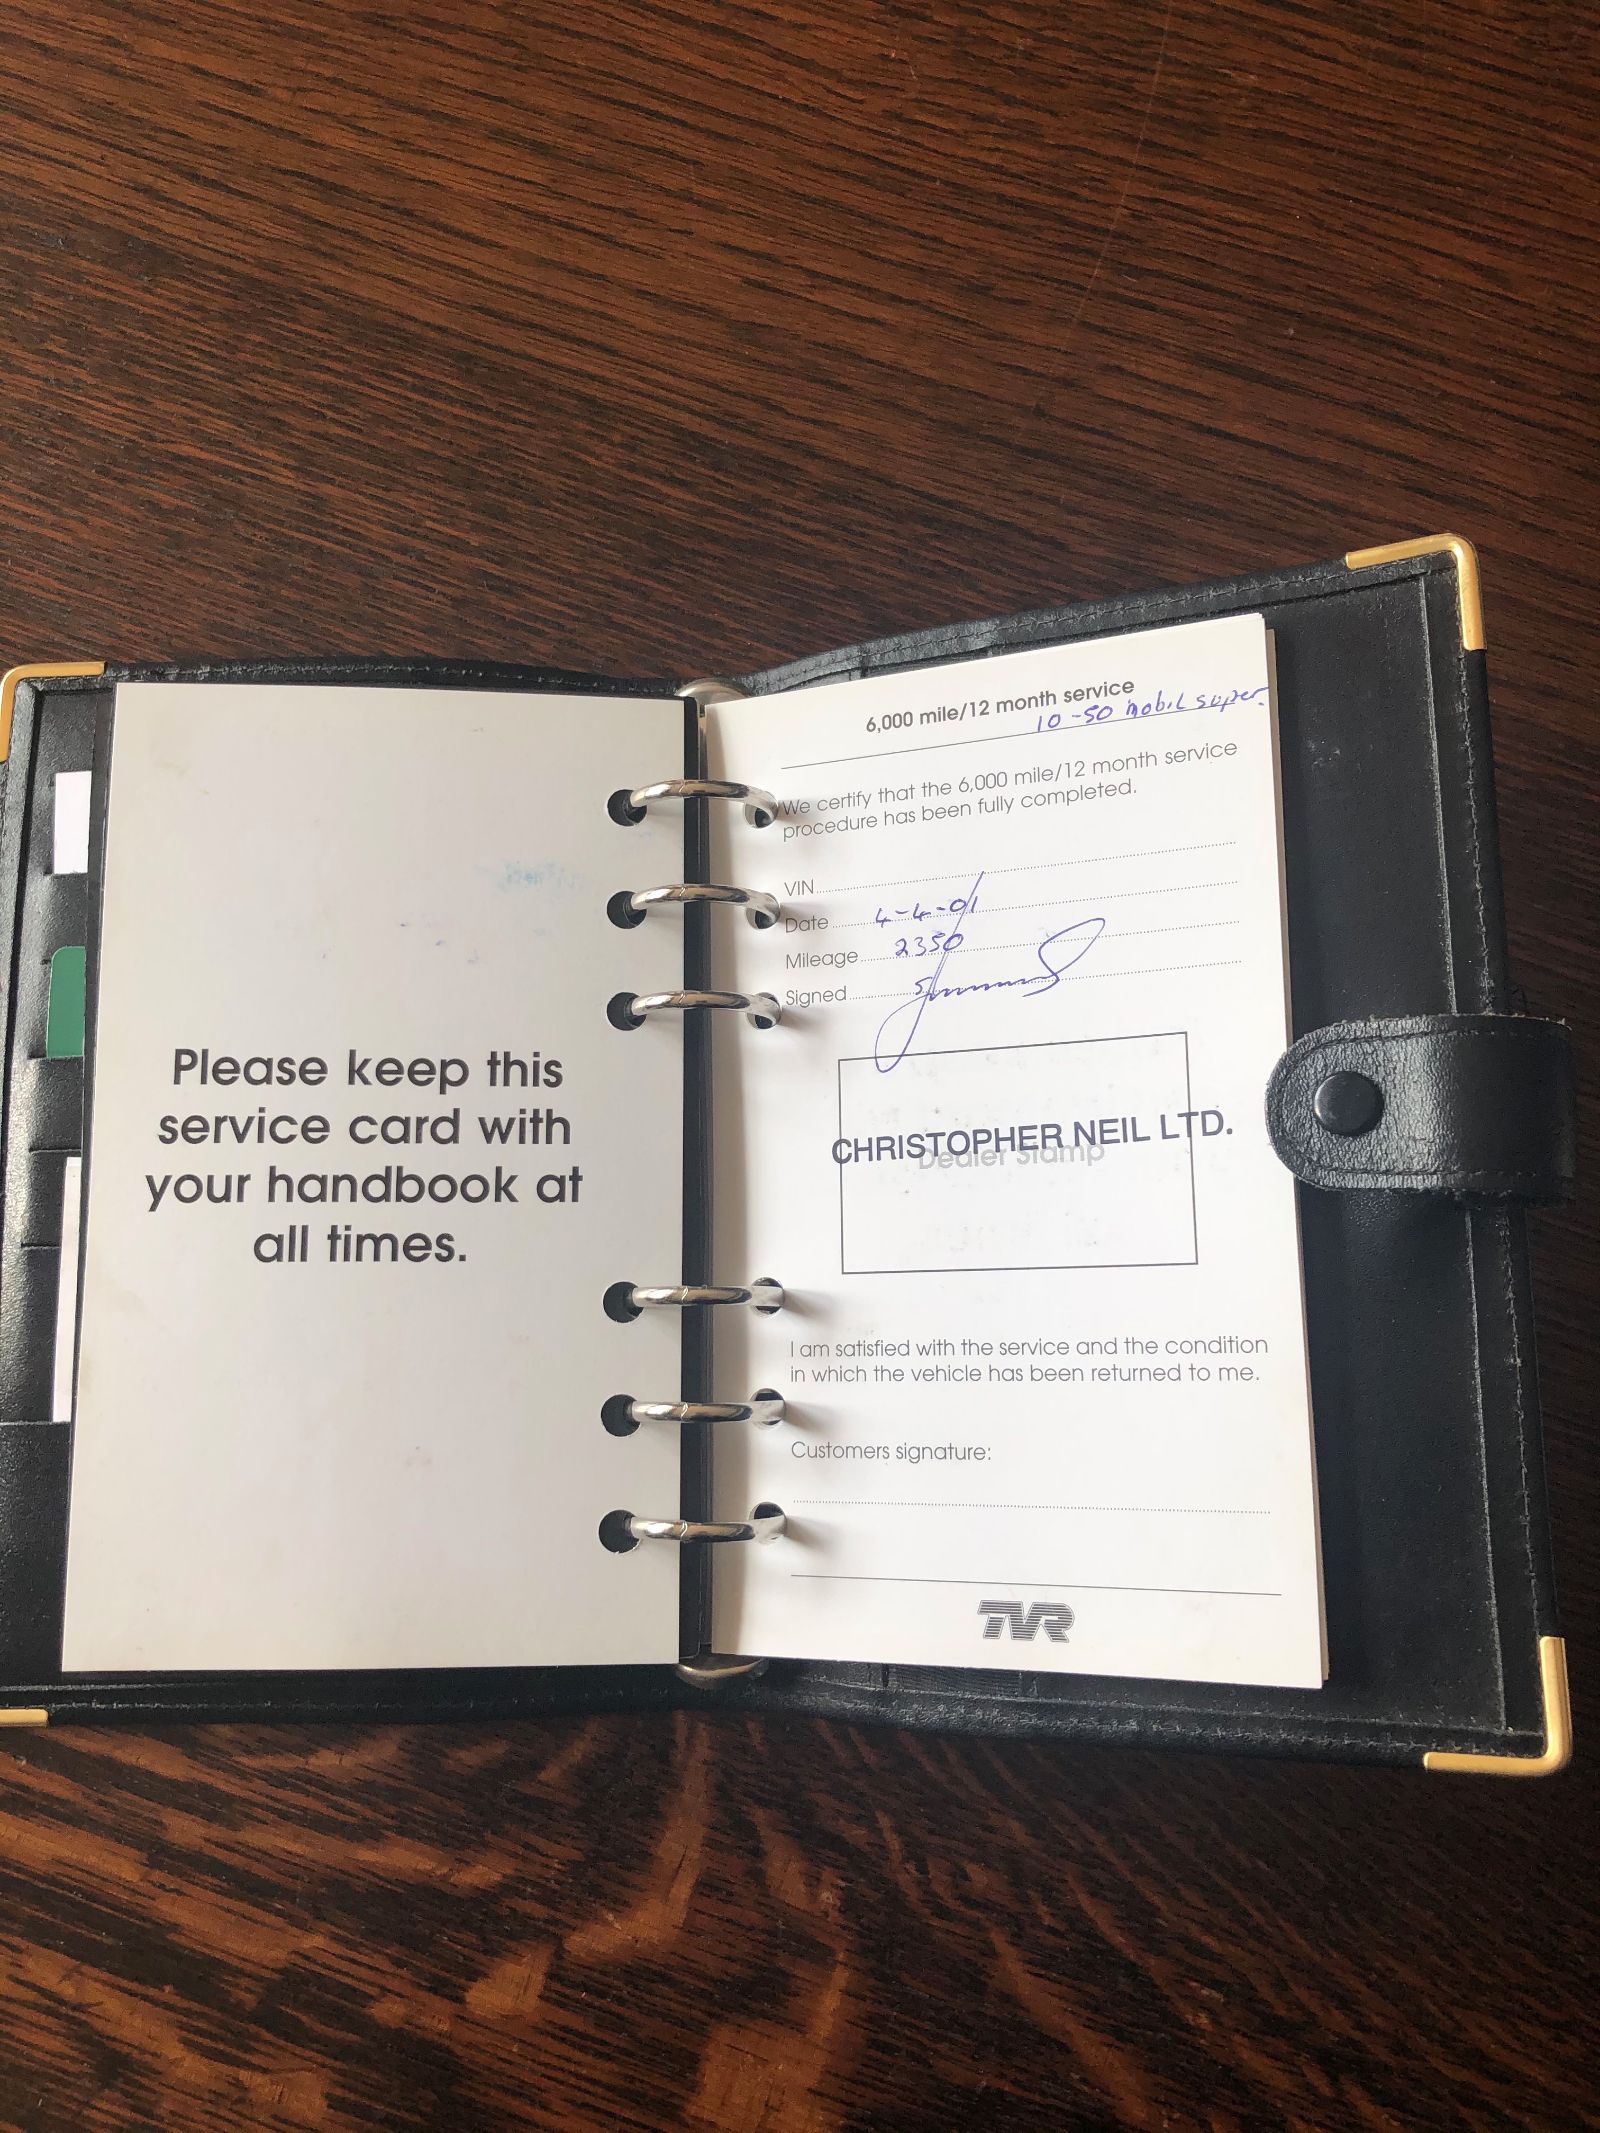 Please keep this
service card with
your handbook at
all times.
6,000 mile/12 month service
10-50 Mobil super.
We certify that the 6,000 mile/12 month service
procedure has been fully completed.
VIN
Date 4-4-01
Mileage 2350
Signed
CHRISTOPHER NEIL LTD.
Dealer Stamp
I am satisfied with the service and the condition
in which the vehicle has been returned to me.
Customers signature:
TVR